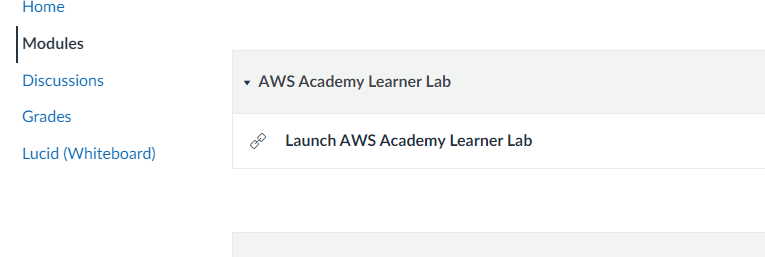 Home
Modules
Discussions
Grades
Lucid (Whiteboard)
AWS Academy Learner Lab
Launch AWS Academy Learner Lab